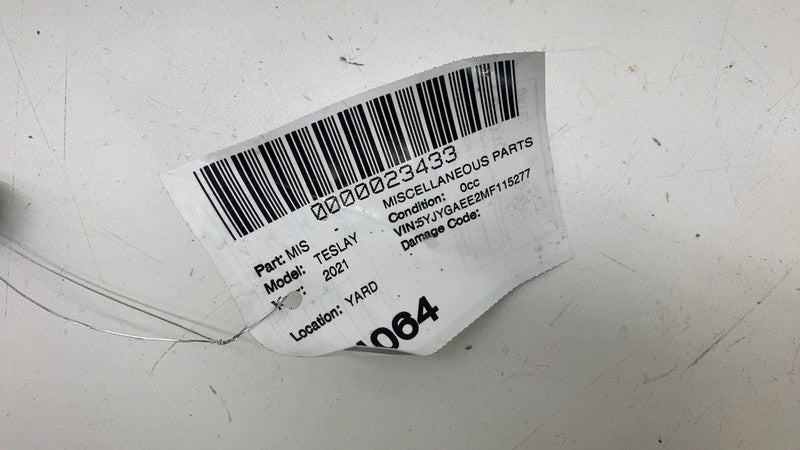 0000023433
Part: MIS MISCELLANEOUS PARTS
Model: TESLAY Condition: 0cc
2021 VIN:5YJYGAEE2MF115277
Damage Code:
Location: YARD
1064